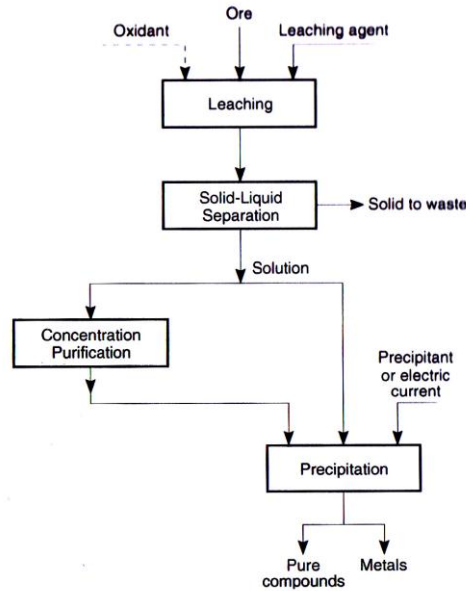 Ore
Oxidant
Leaching agent
Leaching
Solid-Liquid
Separation
Solid to waste
Solution
Concentration
Purification
Precipitant
or electric
current
Precipitation
Pure
compounds
Metals